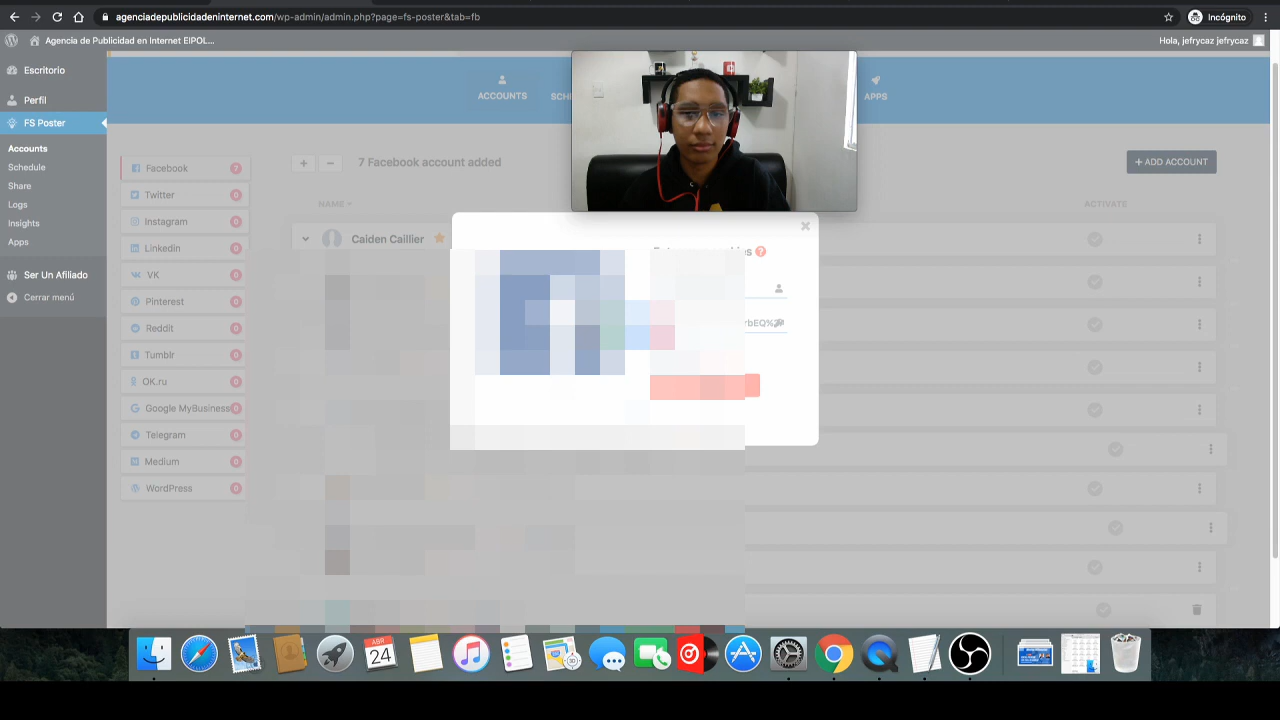 agenciadepublicidadeninternet.com/wp-admin/admin.php?page=fs-poster&tab=fb
Incógnito
Agencia de Publicidad en Internet EIPOL...
Hola, jefrycaz jefrycaz
Escritorio
Perfil
FS Poster
Accounts
Schedule
Share
Logs
Insights
Apps
Ser Un Afiliado
Cerrar menú
ACCOUNTS
APPS
Facebook 7
Twitter 0
Instagram 0
Linkedin 0
VK 0
Pinterest 0
Reddit 0
Tumblr 0
OK.ru 0
Google MyBusiness 0
Telegram 0
Medium 0
WordPress 0
+ −
7 Facebook account added
+ ADD ACCOUNT
NAME
ACTIVATE
Caiden Caillier
ABR
24